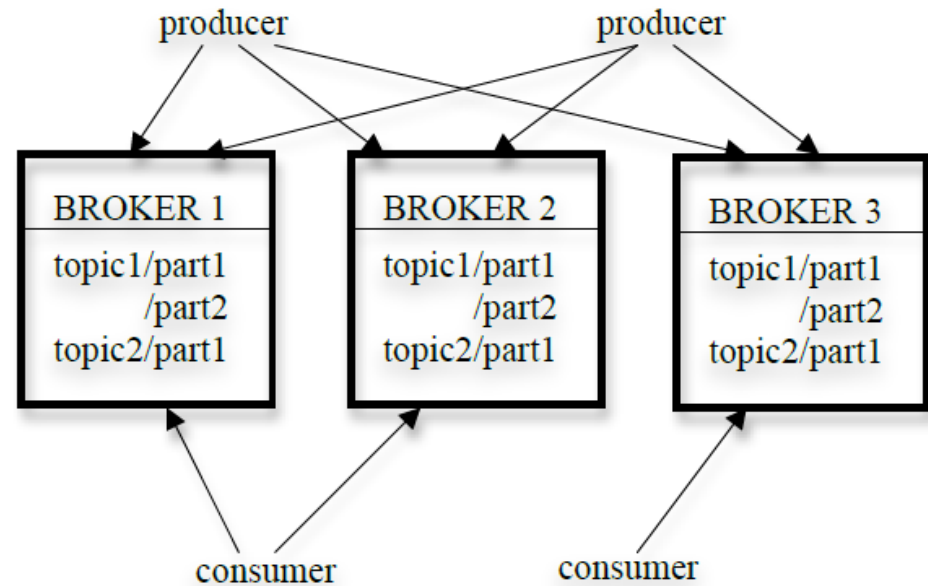 producer
producer
BROKER 1
topic1/part1
/part2
topic2/part1
BROKER 2
topic1/part1
/part2
topic2/part1
BROKER 3
topic1/part1
/part2
topic2/part1
consumer
consumer